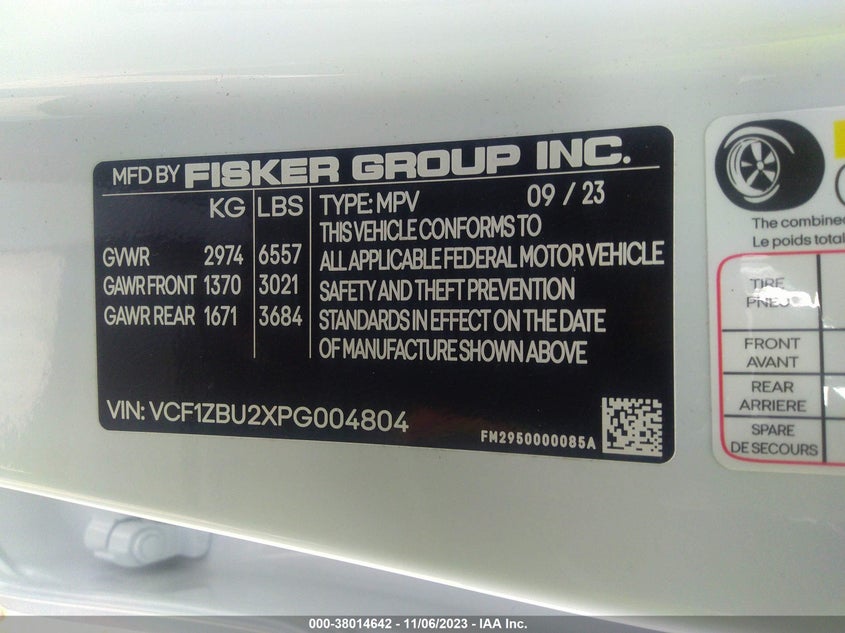 MFD BY FISKER GROUP INC.
KG LBS
GVWR 2974 6557
GAWR FRONT 1370 3021
GAWR REAR 1671 3684
TYPE: MPV 09 / 23
THIS VEHICLE CONFORMS TO
ALL APPLICABLE FEDERAL MOTOR VEHICLE
SAFETY AND THEFT PREVENTION
STANDARDS IN EFFECT ON THE DATE
OF MANUFACTURE SHOWN ABOVE
VIN: VCF1ZBU2XPG004804
FM2950000085A
The combined
Le poids total
TIRE
PNEU
FRONT
AVANT
REAR
ARRIERE
SPARE
DE SECOURS
000-38014642 - 11/06/2023 - IAA Inc.